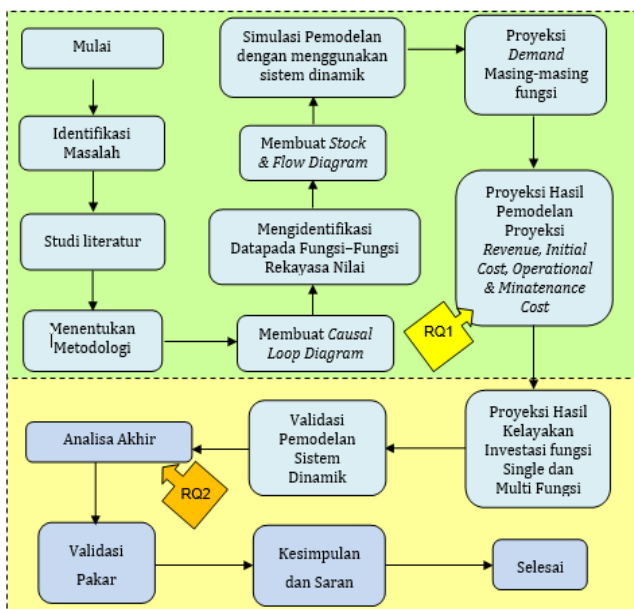 Mulai
Identifikasi
Masalah
Studi literatur
Menentukan
Metodologi
Membuat Causal
Loop Diagram
Mengidentifikasi
Datapada Fungsi–Fungsi
Rekayasa Nilai
Membuat Stock
& Flow Diagram
Simulasi Pemodelan
dengan menggunakan
sistem dinamik
Proyeksi
Demand
Masing-masing
fungsi
Proyeksi Hasil
Pemodelan
Proyeksi
Revenue, Initial
Cost, Operational
& Minatenance
Cost
RQ1
Proyeksi Hasil
Kelayakan
Investasi fungsi
Single dan
Multi Fungsi
Validasi
Pemodelan
Sistem
Dinamik
Analisa Akhir
RQ2
Validasi
Pakar
Kesimpulan
dan Saran
Selesai